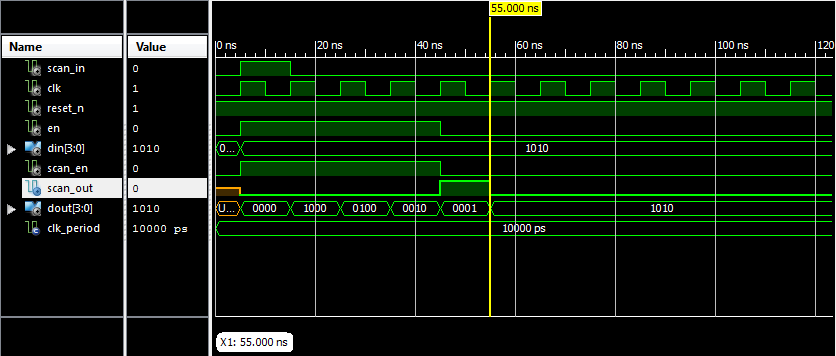 55.000 ns
Name Value
0 ns 20 ns 40 ns 60 ns 80 ns 100 ns 120
scan_in 0
clk 1
reset_n 1
en 0
din[3:0] 1010 0... 1010
scan_en 0
scan_out 0
dout[3:0] 1010 U... 0000 1000 0100 0010 0001 1010
clk_period 10000 ps 10000 ps
X1: 55.000 ns